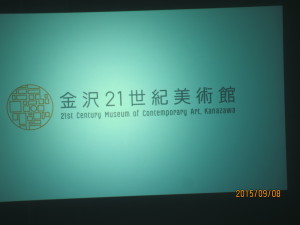 金沢21世紀美術館
21st Century Museum of Contemporary Art, Kanazawa
2015/09/08